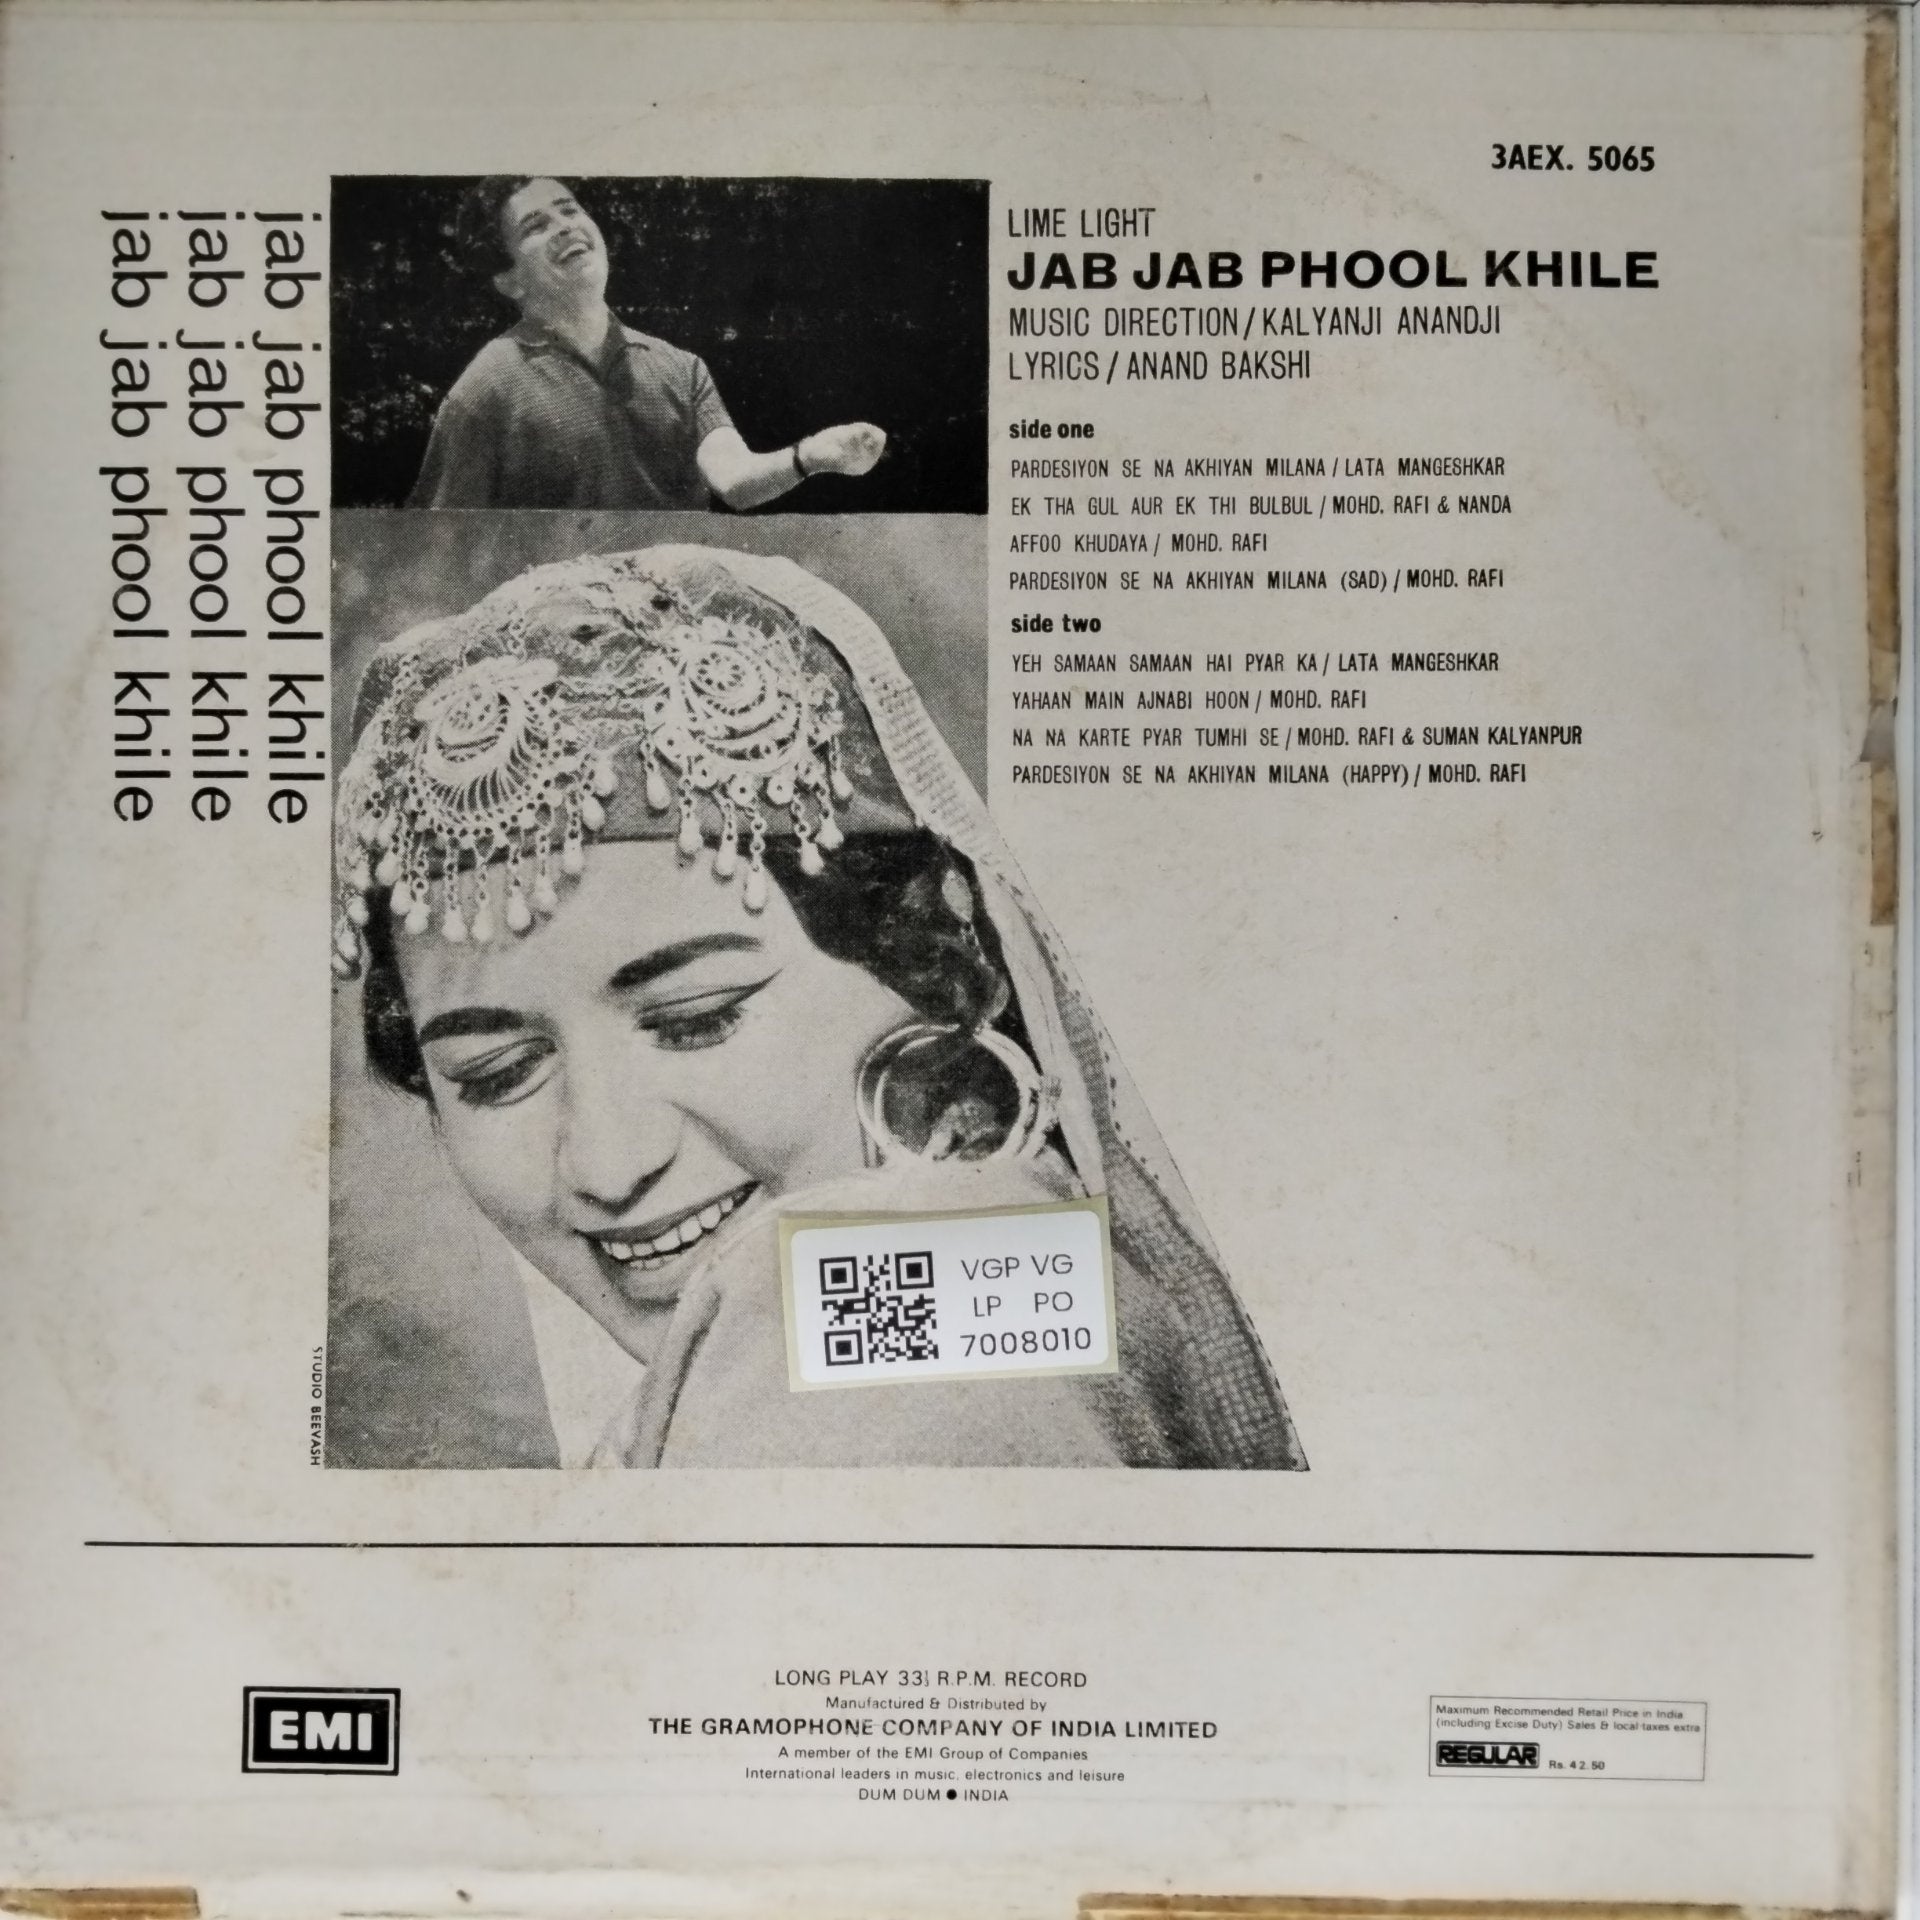 3AEX. 5065
jab jab phool khile
jab jab phool khile
jab jab phool khile
LIME LIGHT
JAB JAB PHOOL KHILE
MUSIC DIRECTION/KALYANJI ANANDJI
LYRICS/ANAND BAKSHI
side one
PARDESIYON SE NA AKHIYAN MILANA/LATA MANGESHKAR
EK THA GUL AUR EK THI BULBUL/MOHD. RAFI & NANDA
AFFOO KHUDAYA/ MOHD. RAFI
PARDESIYON SE NA AKHIYAN MILANA (SAD)/MOHD. RAFI
side two
YEH SAMAAN SAMAAN HAI PYAR KA/ LATA MANGESHKAR
YAHAAN MAIN AJNABI HOON/ MOHD. RAFI
NA NA KARTE PYAR TUMHI SE/MOHD. RAFI & SUMAN KALYANPUR
PARDESIYON SE NA AKHIYAN MILANA (HAPPY)/ MOHD. RAFI
VGP VG
LP PO
7008010
STUDIO BEEVASH
EMI
LONG PLAY 33⅓ R.P.M. RECORD
Manufactured & Distributed by
THE GRAMOPHONE COMPANY OF INDIA LIMITED
A member of the EMI Group of Companies
International leaders in music, electronics and leisure
DUM DUM ● INDIA
Maximum Recommended Retail Price in India
(including Excise Duty) Sales & local taxes extra
REGULAR Rs. 42.50